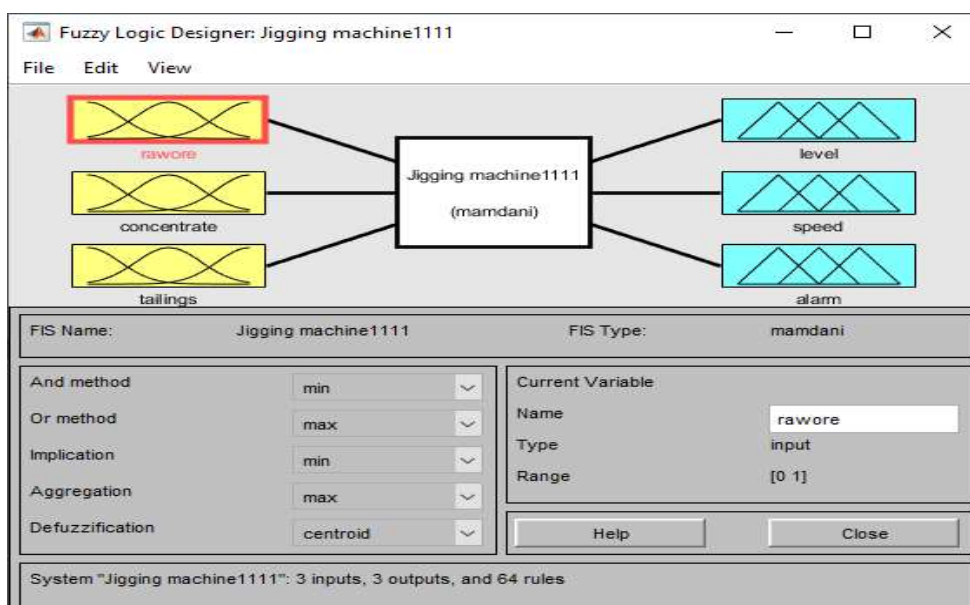 Fuzzy Logic Designer: Jigging machine1111
File Edit View
rawore
concentrate
tailings
Jigging machine1111
(mamdani)
level
speed
alarm
FIS Name: Jigging machine1111 FIS Type: mamdani
And method min
Or method max
Implication min
Aggregation max
Defuzzification centroid
Current Variable
Name rawore
Type input
Range [0 1]
Help Close
System "Jigging machine1111": 3 inputs, 3 outputs, and 64 rules